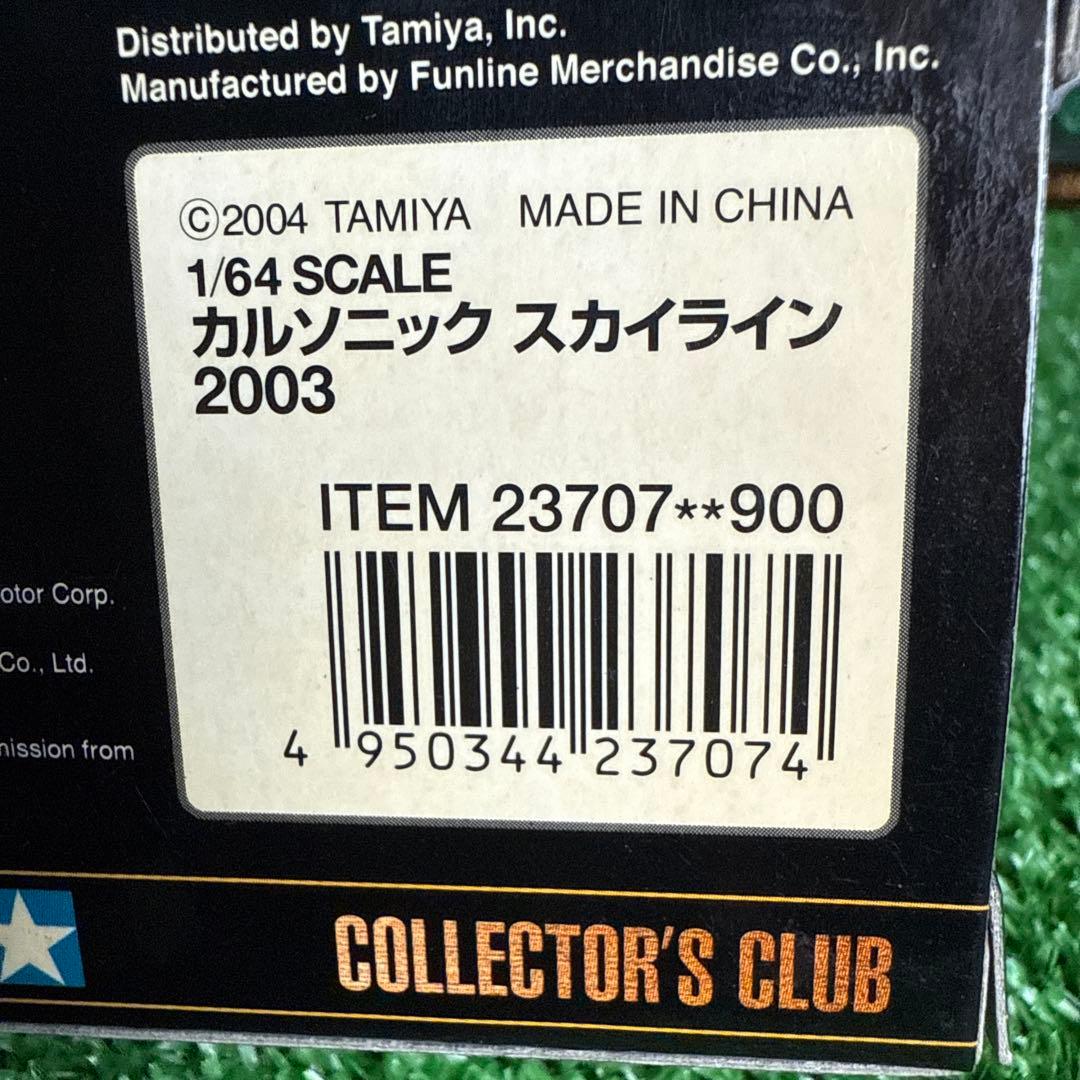 Distributed by Tamiya, Inc.
Manufactured by Funline Merchandise Co., Inc.
©2004 TAMIYA MADE IN CHINA
1/64 SCALE
カルソニック スカイライン
2003
ITEM 23707**900
4 950344 237074
otor Corp.
Co., Ltd.
mission from
COLLECTOR'S CLUB